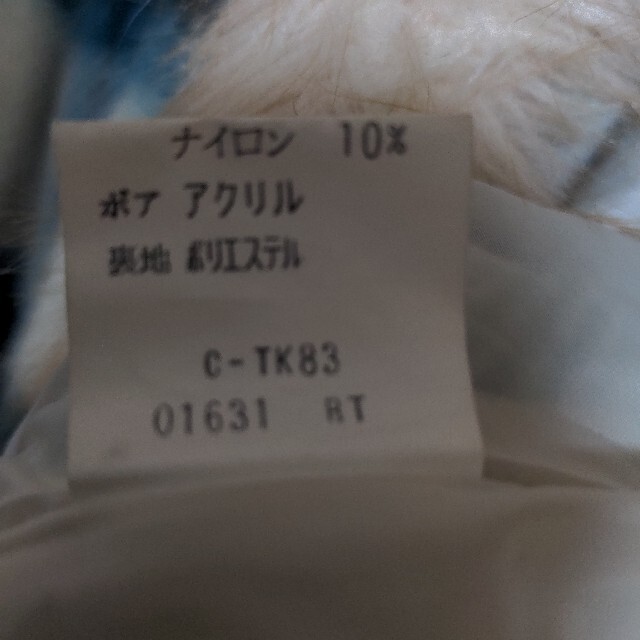 ナイロン 10%
ボア アクリル
裏地 ポリエステル
C-TK83
01631 RT